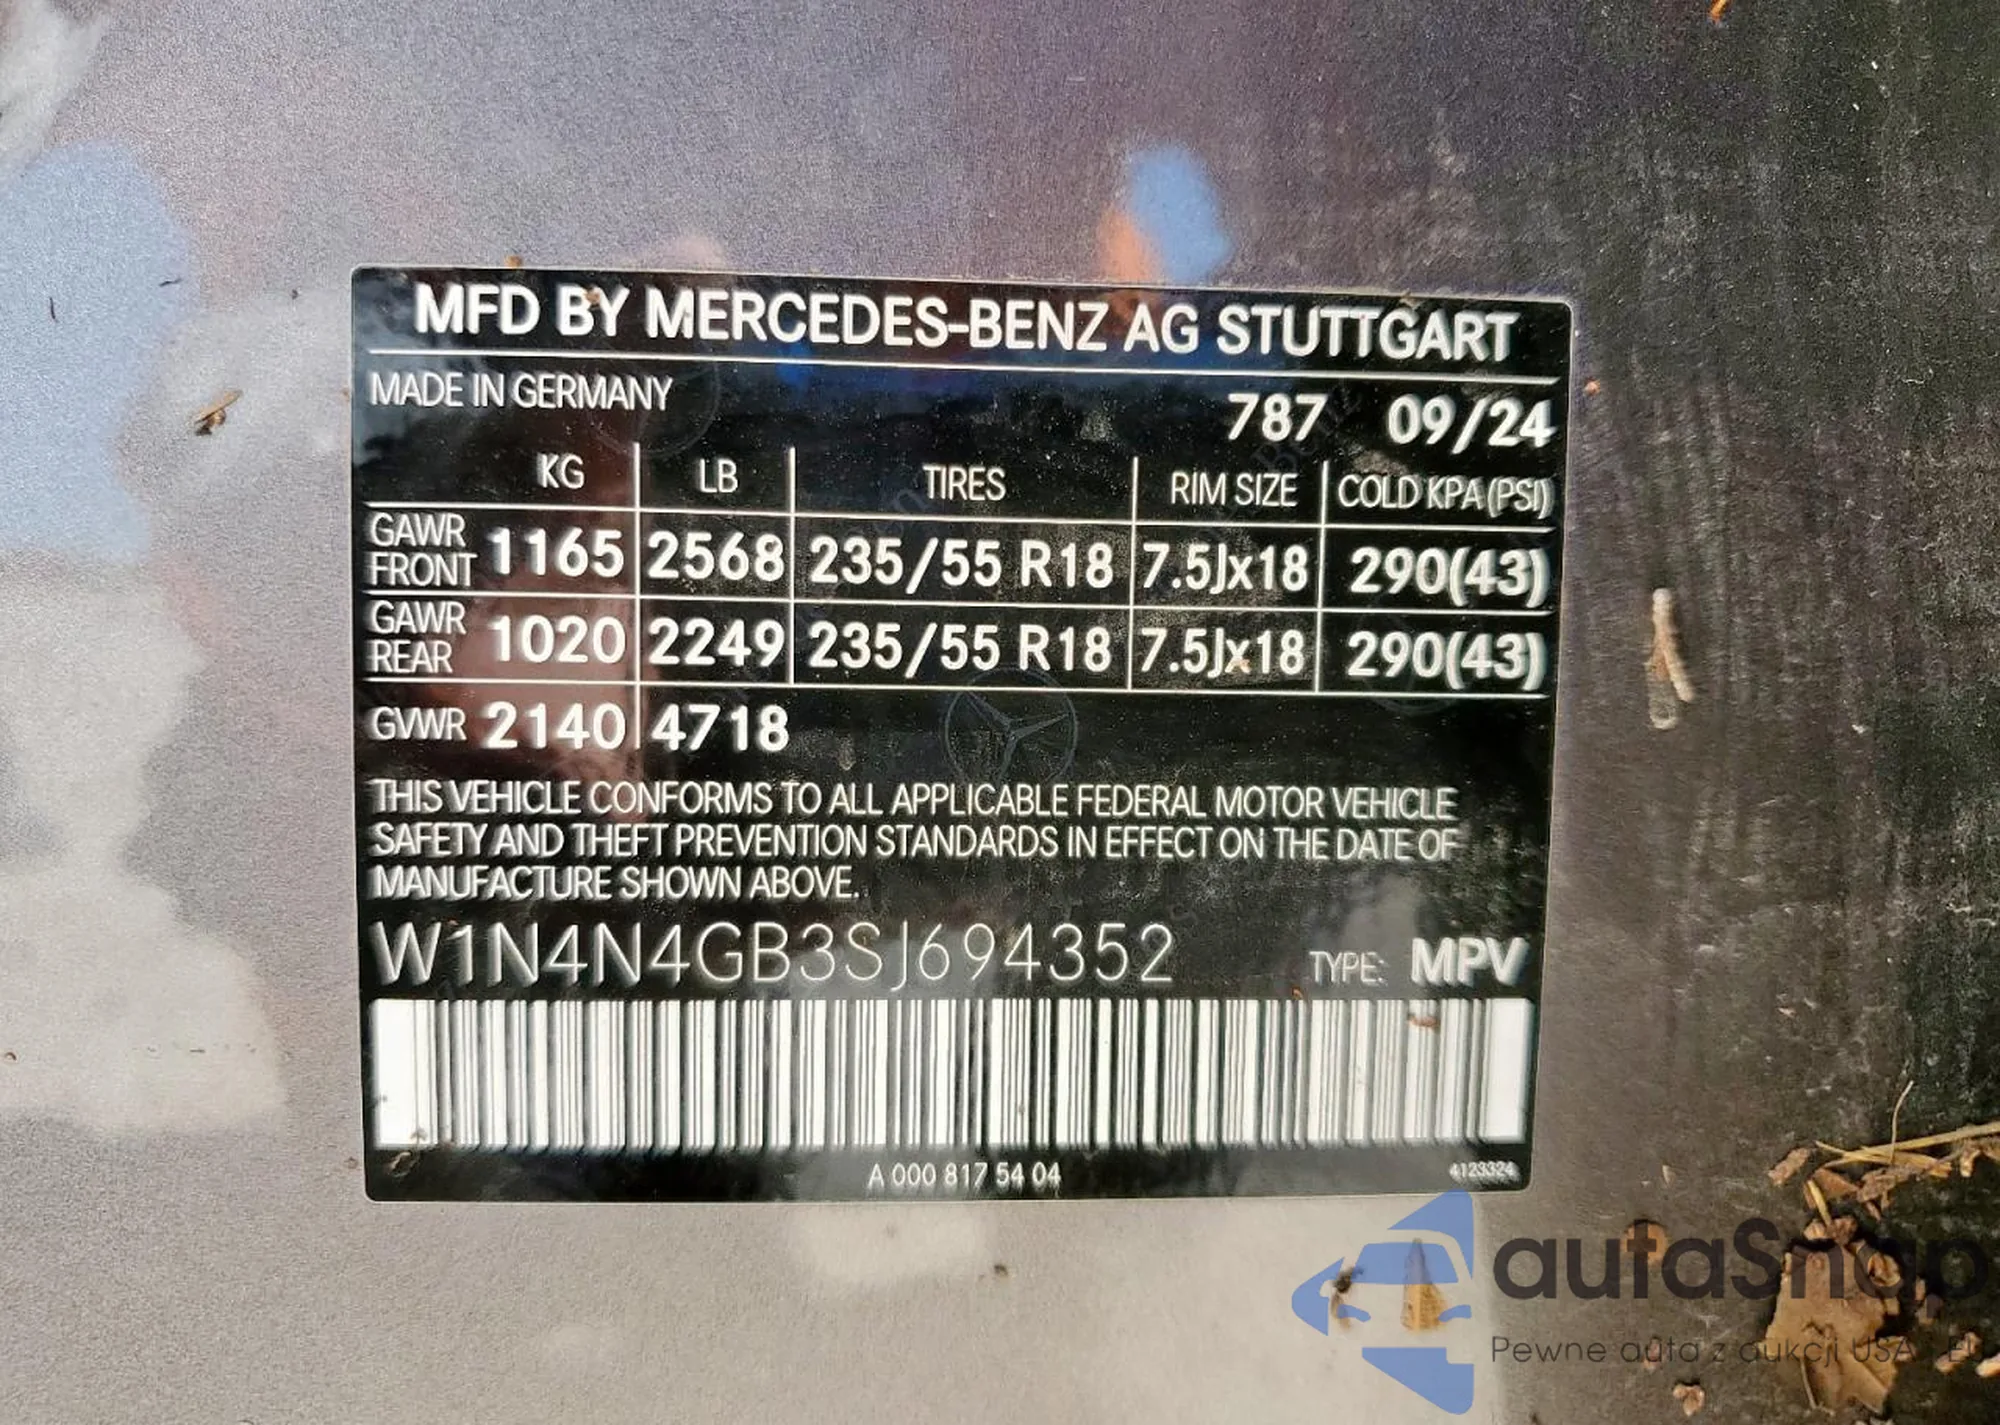 MFD BY MERCEDES-BENZ AG STUTTGART
MADE IN GERMANY
787 09/24
KG LB TIRES RIM SIZE COLD KPA (PSI)
GAWR FRONT 1165 2568 235/55 R18 7.5Jx18 290(43)
GAWR REAR 1020 2249 235/55 R18 7.5Jx18 290(43)
GVWR 2140 4718
THIS VEHICLE CONFORMS TO ALL APPLICABLE FEDERAL MOTOR VEHICLE
SAFETY AND THEFT PREVENTION STANDARDS IN EFFECT ON THE DATE OF
MANUFACTURE SHOWN ABOVE.
W1N4N4GB3SJ694352 TYPE: MPV
A 000 817 54 04 4123324
autaSnap
Pewne auta z aukcji USA